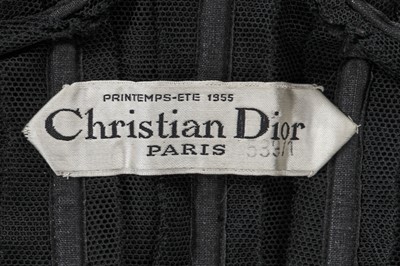 PRINTEMPS-ETE 1955
Christian Dior
PARIS